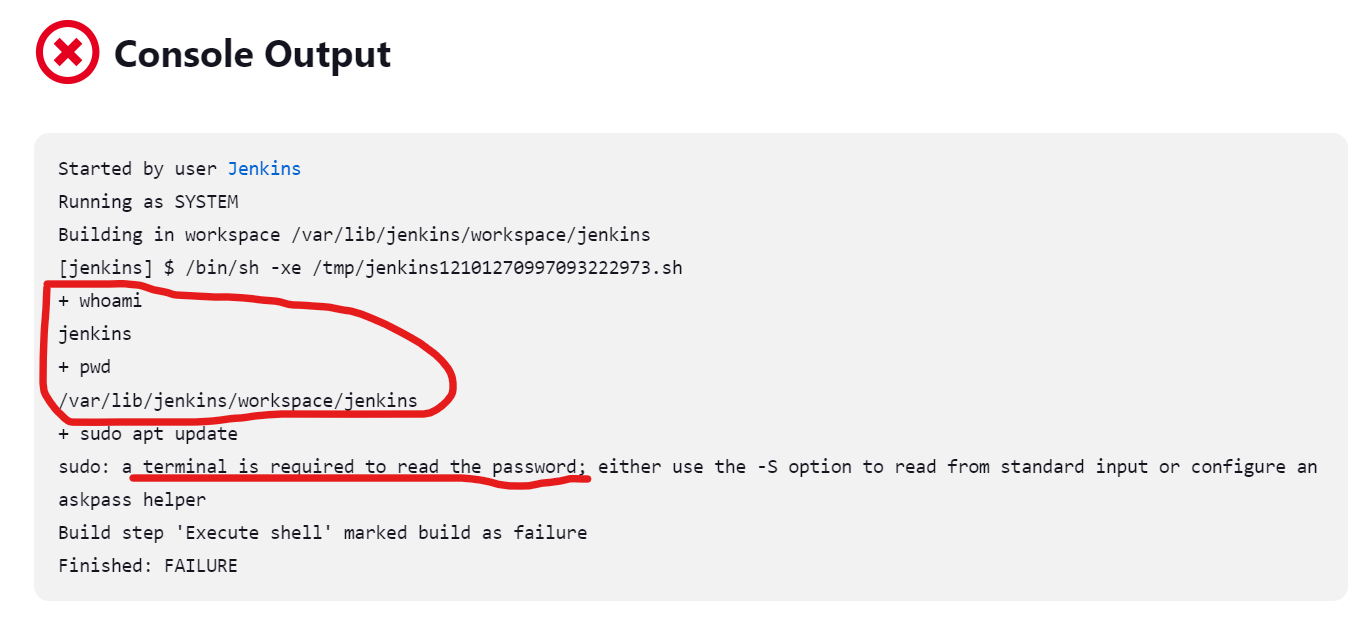 Console Output
Started by user Jenkins
Running as SYSTEM
Building in workspace /var/lib/jenkins/workspace/jenkins
[jenkins] $ /bin/sh -xe /tmp/jenkins12101270997093222973.sh
+ whoami
jenkins
+ pwd
/var/lib/jenkins/workspace/jenkins
+ sudo apt update
sudo: a terminal is required to read the password; either use the -S option to read from standard input or configure an
askpass helper
Build step 'Execute shell' marked build as failure
Finished: FAILURE